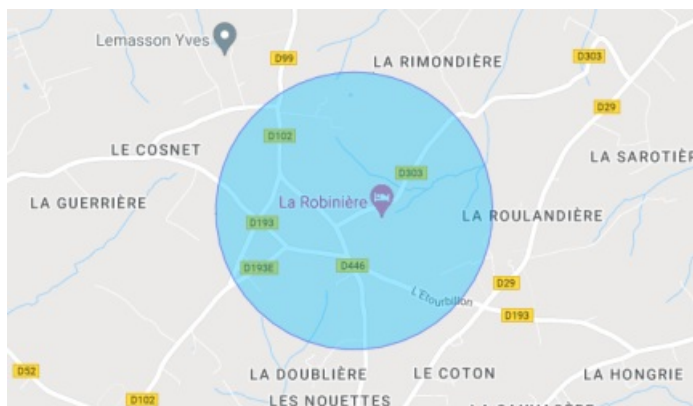 Lemasson Yves
D99
LA RIMONDIÈRE
D303
D29
D102
LE COSNET
LA SAROTIÈR
D303
LA GUERRIÈRE
La Robinière
LA ROULANDIÈRE
D193
D193E
D446
D29
L'Etourbillon
D193
D52
LA DOUBLIÈRE
LE COTON
LA HONGRIE
D102
LES NOUETTES